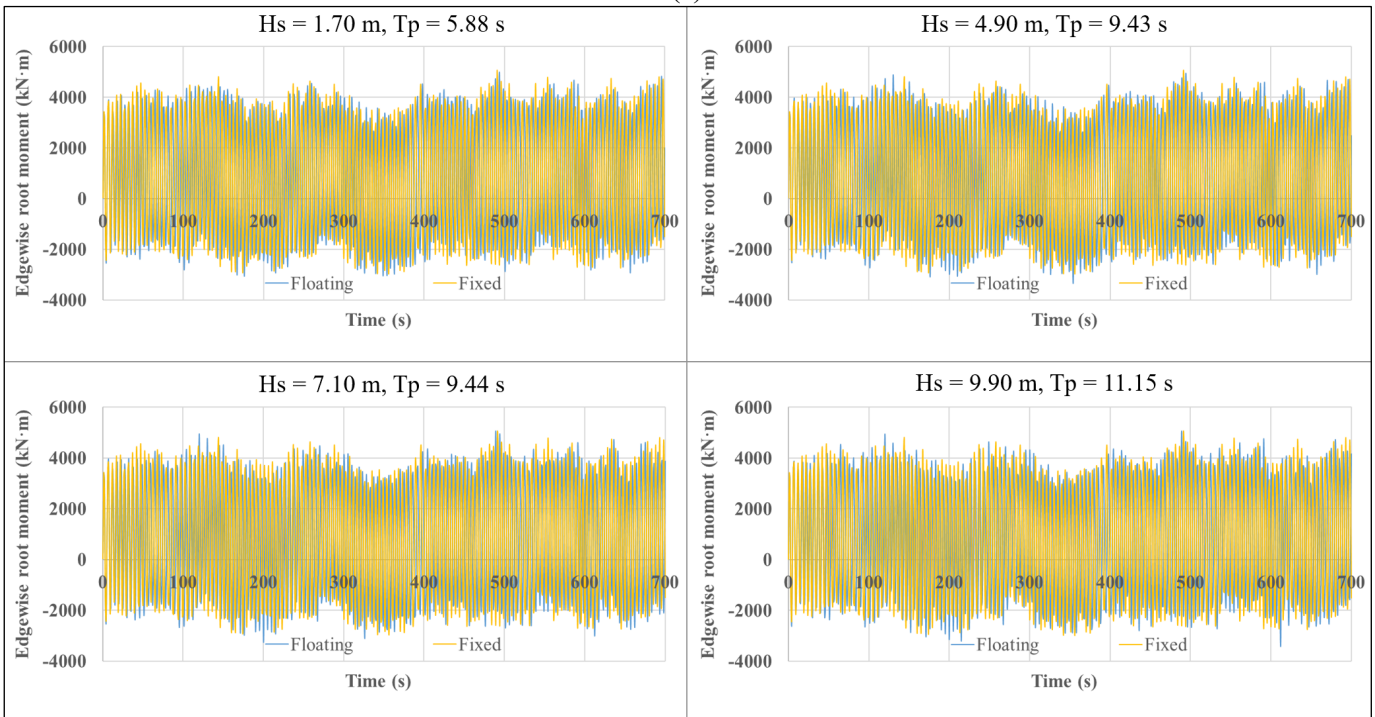 Hs = 1.70 m, Tp = 5.88 s
Edgewise root moment (kN·m)
6000
4000
2000
0
-2000
-4000
0 100 200 300 400 500 600 700
Floating Fixed
Time (s)
Hs = 4.90 m, Tp = 9.43 s
Edgewise root moment (kN·m)
6000
4000
2000
0
-2000
-4000
0 100 200 300 400 500 600 700
Floating Fixed
Time (s)
Hs = 7.10 m, Tp = 9.44 s
Edgewise root moment (kN·m)
6000
4000
2000
0
-2000
-4000
0 100 200 300 400 500 600 700
Floating Fixed
Time (s)
Hs = 9.90 m, Tp = 11.15 s
Edgewise root moment (kN·m)
6000
4000
2000
0
-2000
-4000
0 100 200 300 400 500 600 700
Floating Fixed
Time (s)